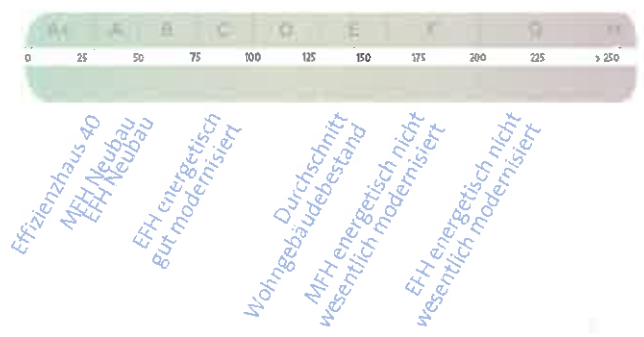 A+ A B C D E F G H
0 25 50 75 100 125 150 175 200 225 > 250
Effizienzhaus 40
MFH Neubau
EFH Neubau
EFH energetisch
gut modernisiert
Durchschnitt
Wohngebäudebestand
MFH energetisch nicht
wesentlich modernisiert
EFH energetisch nicht
wesentlich modernisiert